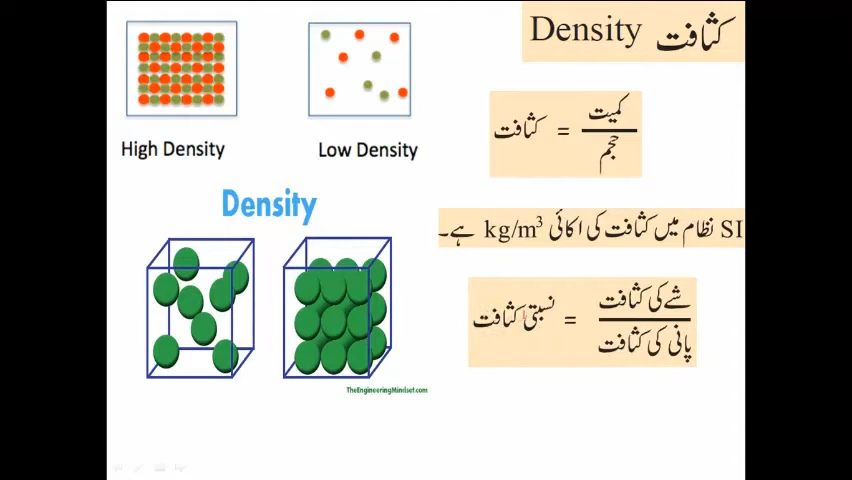 Density کثافت
High Density
Low Density
کثافت = کمیت / حجم
Density
SI نظام میں کثافت کی اکائی kg/m³ ہے۔
نسبتی کثافت = شے کی کثافت / پانی کی کثافت
TheEngineeringMindset.com